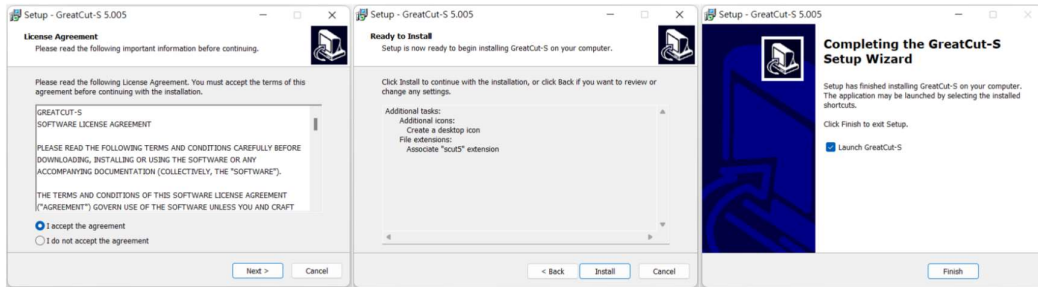 Setup - GreatCut-S 5.005
License Agreement
Please read the following important information before continuing.
Please read the following License Agreement. You must accept the terms of this
agreement before continuing with the installation.
GREATCUT-S
SOFTWARE LICENSE AGREEMENT
PLEASE READ THE FOLLOWING TERMS AND CONDITIONS CAREFULLY BEFORE
DOWNLOADING, INSTALLING OR USING THE SOFTWARE OR ANY
ACCOMPANYING DOCUMENTATION (COLLECTIVELY, THE "SOFTWARE").
THE TERMS AND CONDITIONS OF THIS SOFTWARE LICENSE AGREEMENT
("AGREEMENT") GOVERN USE OF THE SOFTWARE UNLESS YOU AND CRAFT
I accept the agreement
I do not accept the agreement
Next >
Cancel
Setup - GreatCut-S 5.005
Ready to Install
Setup is now ready to begin installing GreatCut-S on your computer.
Click Install to continue with the installation, or click Back if you want to review or
change any settings.
Additional tasks:
Additional icons:
Create a desktop icon
File extensions:
Associate "scut5" extension
< Back
Install
Cancel
Setup - GreatCut-S 5.005
Completing the GreatCut-S
Setup Wizard
Setup has finished installing GreatCut-S on your computer.
The application may be launched by selecting the installed
shortcuts.
Click Finish to exit Setup.
Launch GreatCut-S
Finish